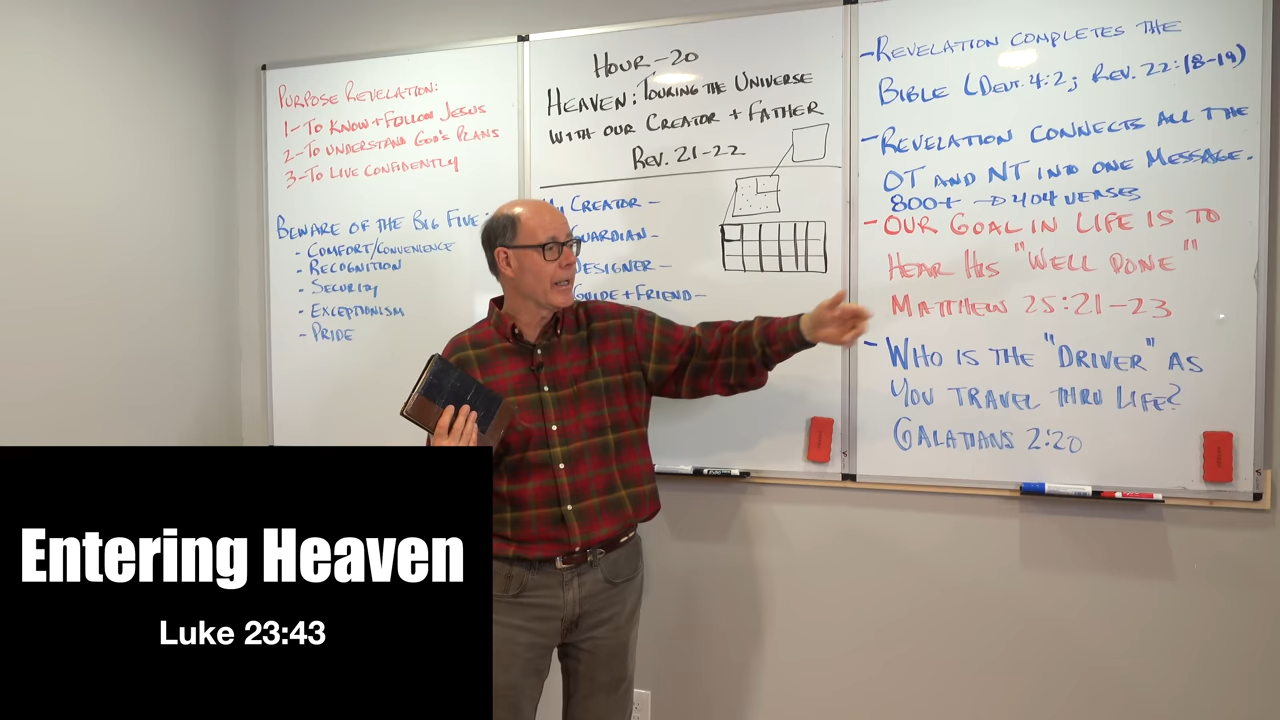 PURPOSE REVELATION:
1-TO KNOW + FOLLOW JESUS
2-TO UNDERSTAND GOD'S PLANS
3-TO LIVE CONFIDENTLY
BEWARE OF THE BIG FIVE:
- COMFORT/CONVENIENCE
- RECOGNITION
- SECURITY
- EXCEPTIONISM
- PRIDE
HOUR-20
HEAVEN: TOURING THE UNIVERSE
WITH OUR CREATOR + FATHER
REV. 21-22
CREATOR -
GUARDIAN -
DESIGNER -
GUIDE + FRIEND -
- REVELATION COMPLETES THE
BIBLE (DEUT. 4:2; REV. 22:18-19)
- REVELATION CONNECTS ALL THE
OT AND NT INTO ONE MESSAGE.
800+ → 404 VERSES
- OUR GOAL IN LIFE IS TO
HEAR HIS "WELL DONE"
MATTHEW 25:21-23
- WHO IS THE "DRIVER" AS
YOU TRAVEL THRU LIFE?
GALATIANS 2:20
Entering Heaven
Luke 23:43